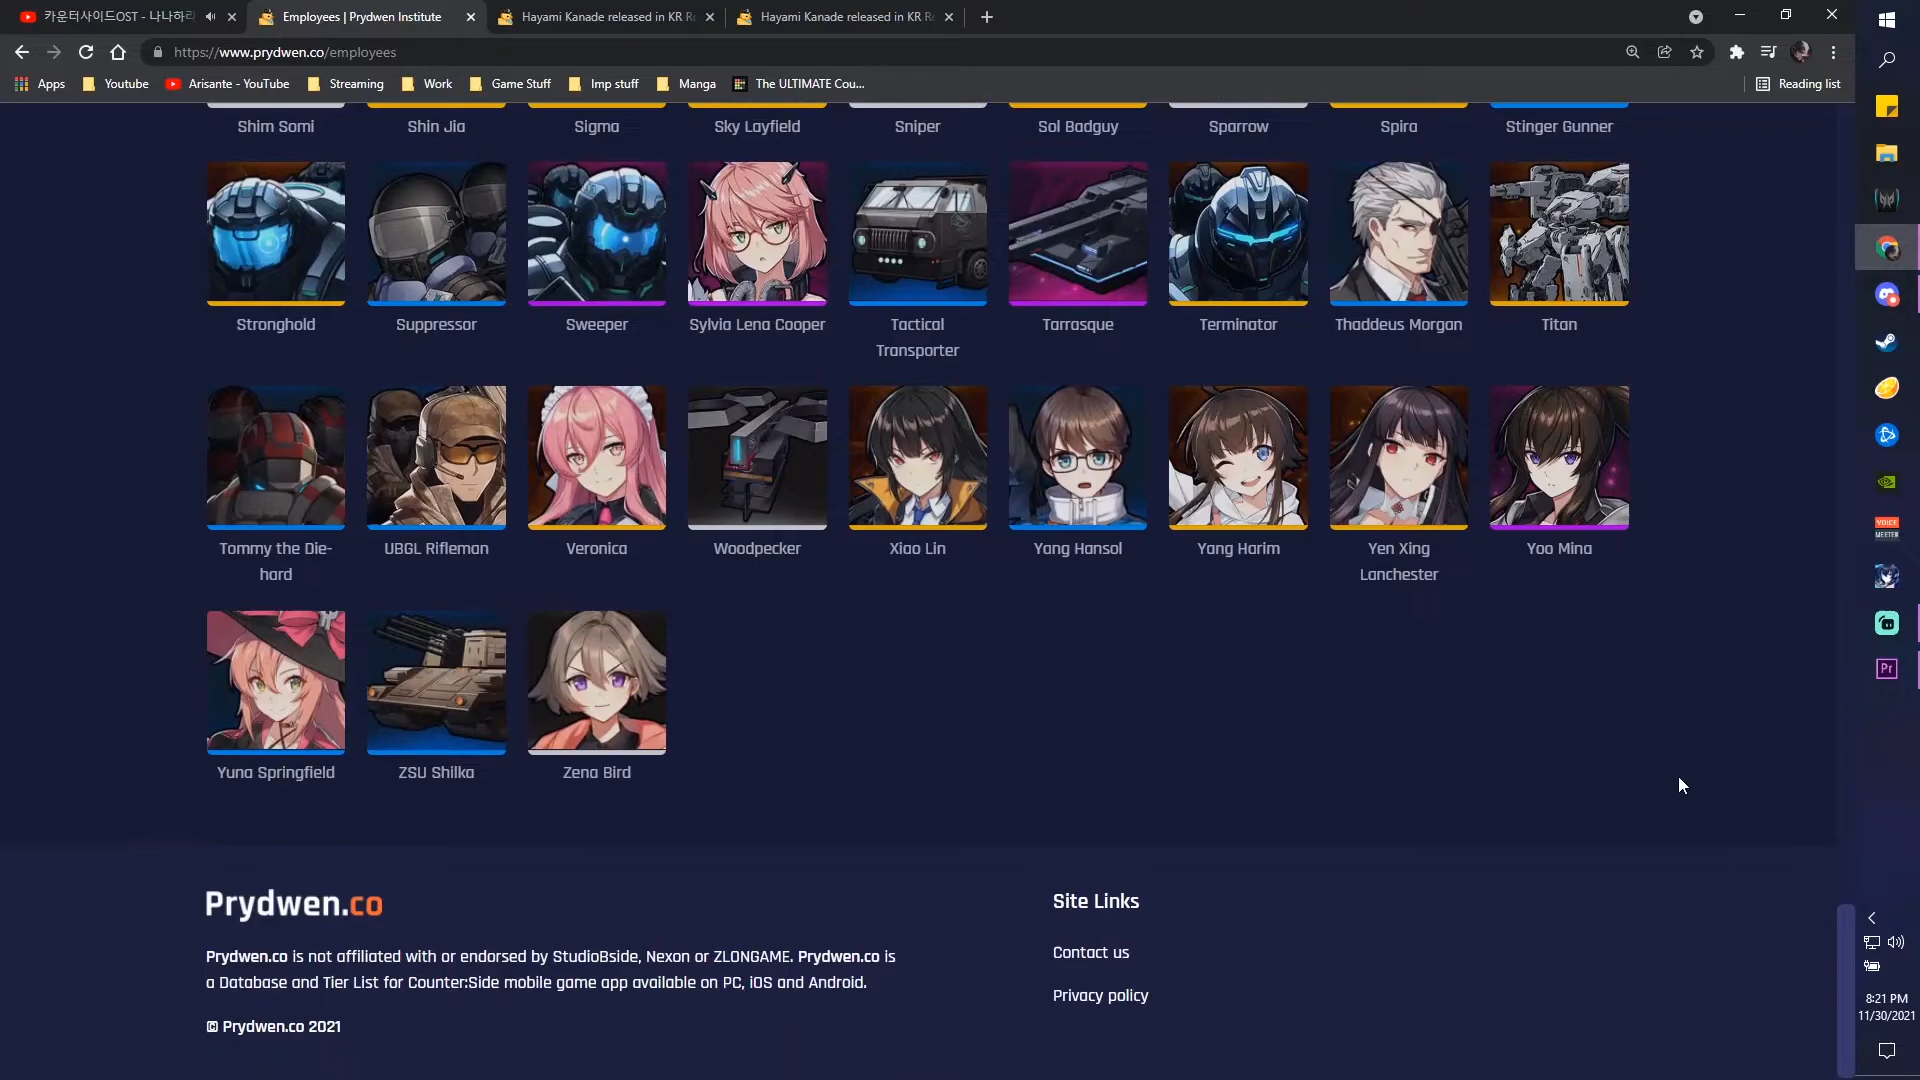 카운터사이드OST - 나나하라
Employees | Prydwen Institute
Hayami Kanade released in KR Re
Hayami Kanade released in KR Re
https://www.prydwen.co/employees
Apps Youtube Arisante - YouTube Streaming Work Game Stuff Imp stuff Manga The ULTIMATE Cou... Reading list
Shim Somi Shin Jia Sigma Sky Layfield Sniper Sol Badguy Sparrow Spira Stinger Gunner
Stronghold Suppressor Sweeper Sylvia Lena Cooper Tactical Transporter Tarrasque Terminator Thaddeus Morgan Titan
Tommy the Die-hard UBGL Rifleman Veronica Woodpecker Xiao Lin Yang Hansol Yang Harim Yen Xing Lanchester Yoo Mina
Yuna Springfield ZSU Shilka Zena Bird
Prydwen.co
Prydwen.co is not affiliated with or endorsed by StudioBside, Nexon or ZLONGAME. Prydwen.co is
a Database and Tier List for Counter:Side mobile game app available on PC, iOS and Android.
© Prydwen.co 2021
Site Links
Contact us
Privacy policy
VOICE
MEETER
Pr
8:21 PM
11/30/2021